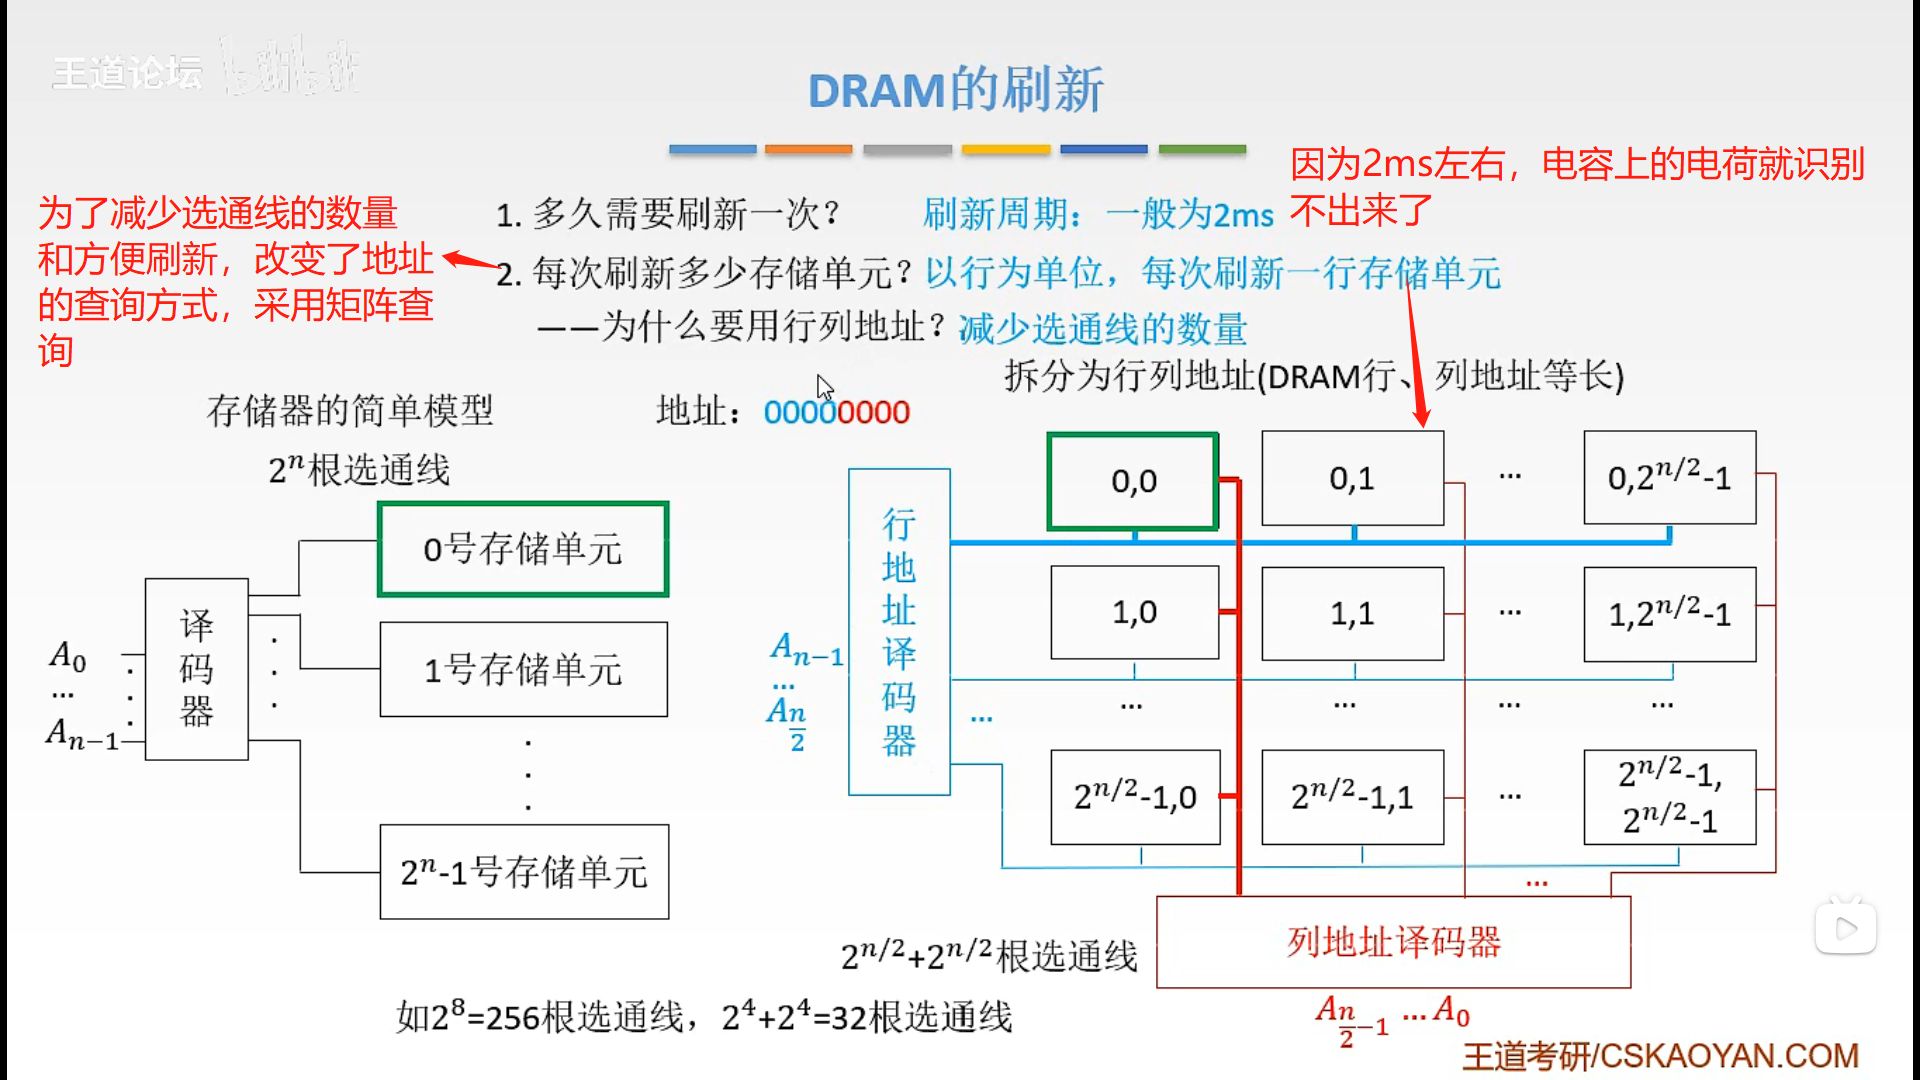 王道论坛 bilibili
DRAM的刷新
因为2ms左右，电容上的电荷就识别
不出来了
为了减少选通线的数量
和方便刷新，改变了地址
的查询方式，采用矩阵查
询
1. 多久需要刷新一次？ 刷新周期：一般为2ms
2. 每次刷新多少存储单元？以行为单位，每次刷新一行存储单元
——为什么要用行列地址？减少选通线的数量
拆分为行列地址(DRAM行、列地址等长)
存储器的简单模型
地址：00000000
2ⁿ根选通线
0号存储单元
1号存储单元
2ⁿ-1号存储单元
译码器
A₀
...
Aₙ₋₁
行地址译码器
Aₙ₋₁
...
A_{n/2}
0,0 0,1 ... 0,2^{n/2}-1
1,0 1,1 ... 1,2^{n/2}-1
... ... ... ... ...
2^{n/2}-1,0 2^{n/2}-1,1 ... 2^{n/2}-1,
2^{n/2}-1
...
列地址译码器
A_{n/2-1} ...A₀
2^{n/2}+2^{n/2}根选通线
如2⁸=256根选通线，2⁴+2⁴=32根选通线
王道考研/CSKAOYAN.COM